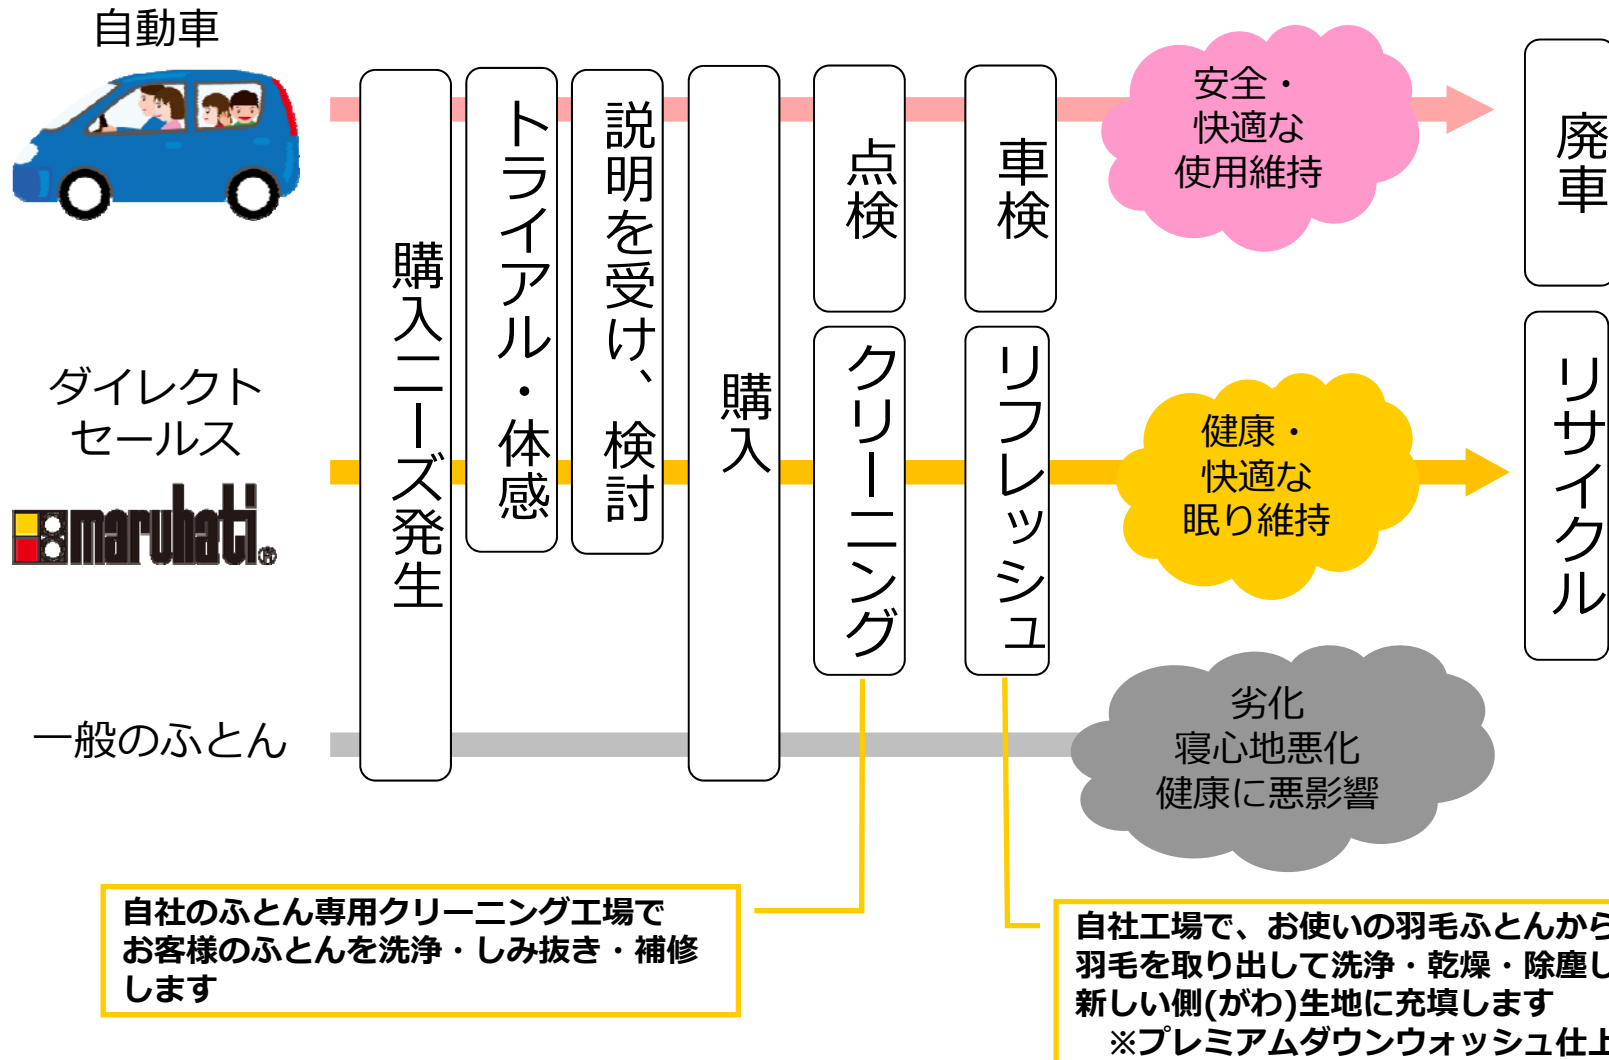 自動車
購入ニーズ発生
トライアル・体感
説明を受け、検討
購入
点検
車検
安全・
快適な
使用維持
廃車
ダイレクト
セールス
maruhati®
クリーニング
リフレッシュ
健康・
快適な
眠り維持
リサイクル
一般のふとん
劣化
寝心地悪化
健康に悪影響
自社のふとん専用クリーニング工場で
お客様のふとんを洗浄・しみ抜き・補修
します
自社工場で、お使いの羽毛ふとんから
羽毛を取り出して洗浄・乾燥・除塵し
新しい側(がわ)生地に充填します
※プレミアムダウンウォッシュ仕上